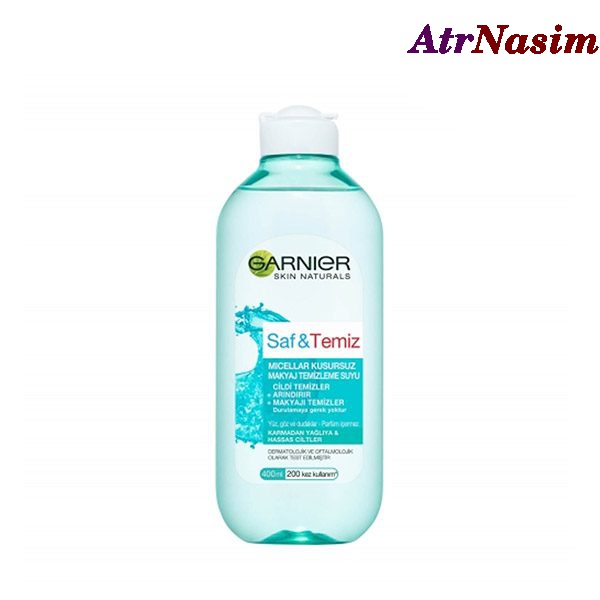 AtrNasim
GARNIER
SKIN NATURALS
Saf&Temiz
MICELLAR KUSURSUZ
MAKYAJ TEMİZLEME SUYU
CİLDİ TEMİZLER
+ ARINDIRIR
+ MAKYAJI TEMİZLER
Durulamaya gerek yoktur
Yüz, göz ve dudaklar - Parfüm içermez
KARMADAN YAĞLIYA &
HASSAS CİLTLER
DERMATOLOJİK VE OFTALMOLOJİK
OLARAK TEST EDİLMİŞTİR
400ml 200 kez kullanım*